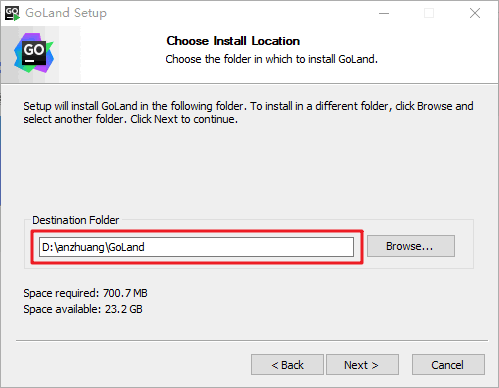 GoLand Setup
GO
Choose Install Location
Choose the folder in which to install GoLand.
Setup will install GoLand in the following folder. To install in a different folder, click Browse and
select another folder. Click Next to continue.
Destination Folder
D:\anzhuang\GoLand
Browse...
Space required: 700.7 MB
Space available: 23.2 GB
< Back
Next >
Cancel